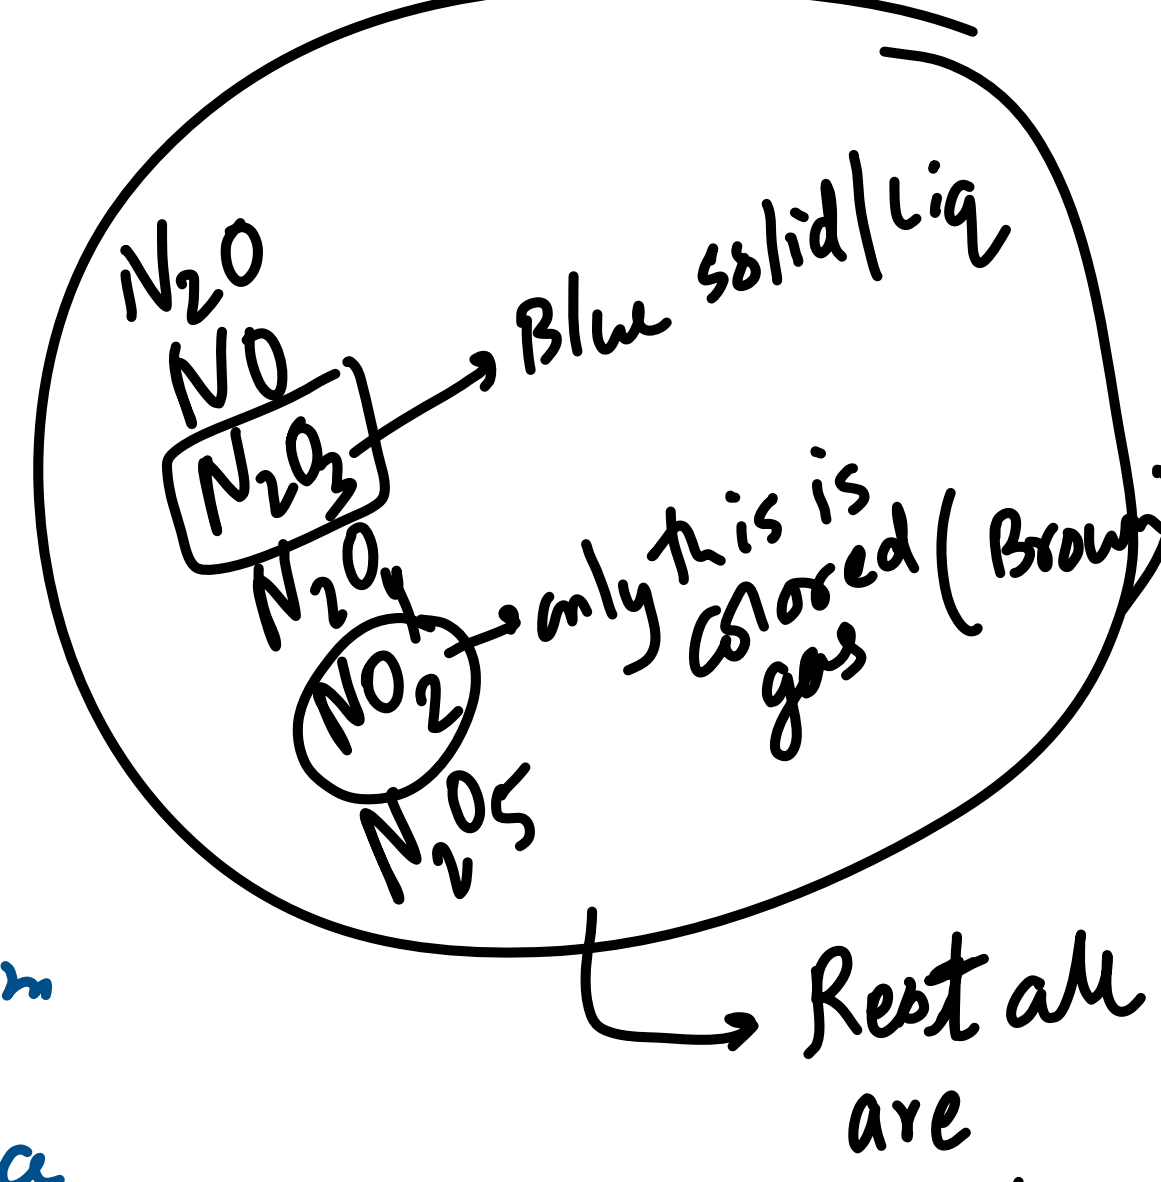 N2O
NO
N2O3 → Blue solid/Liq
N2O4
NO2 → only this is colored (Brown
gas
N2O5
Rest all
are